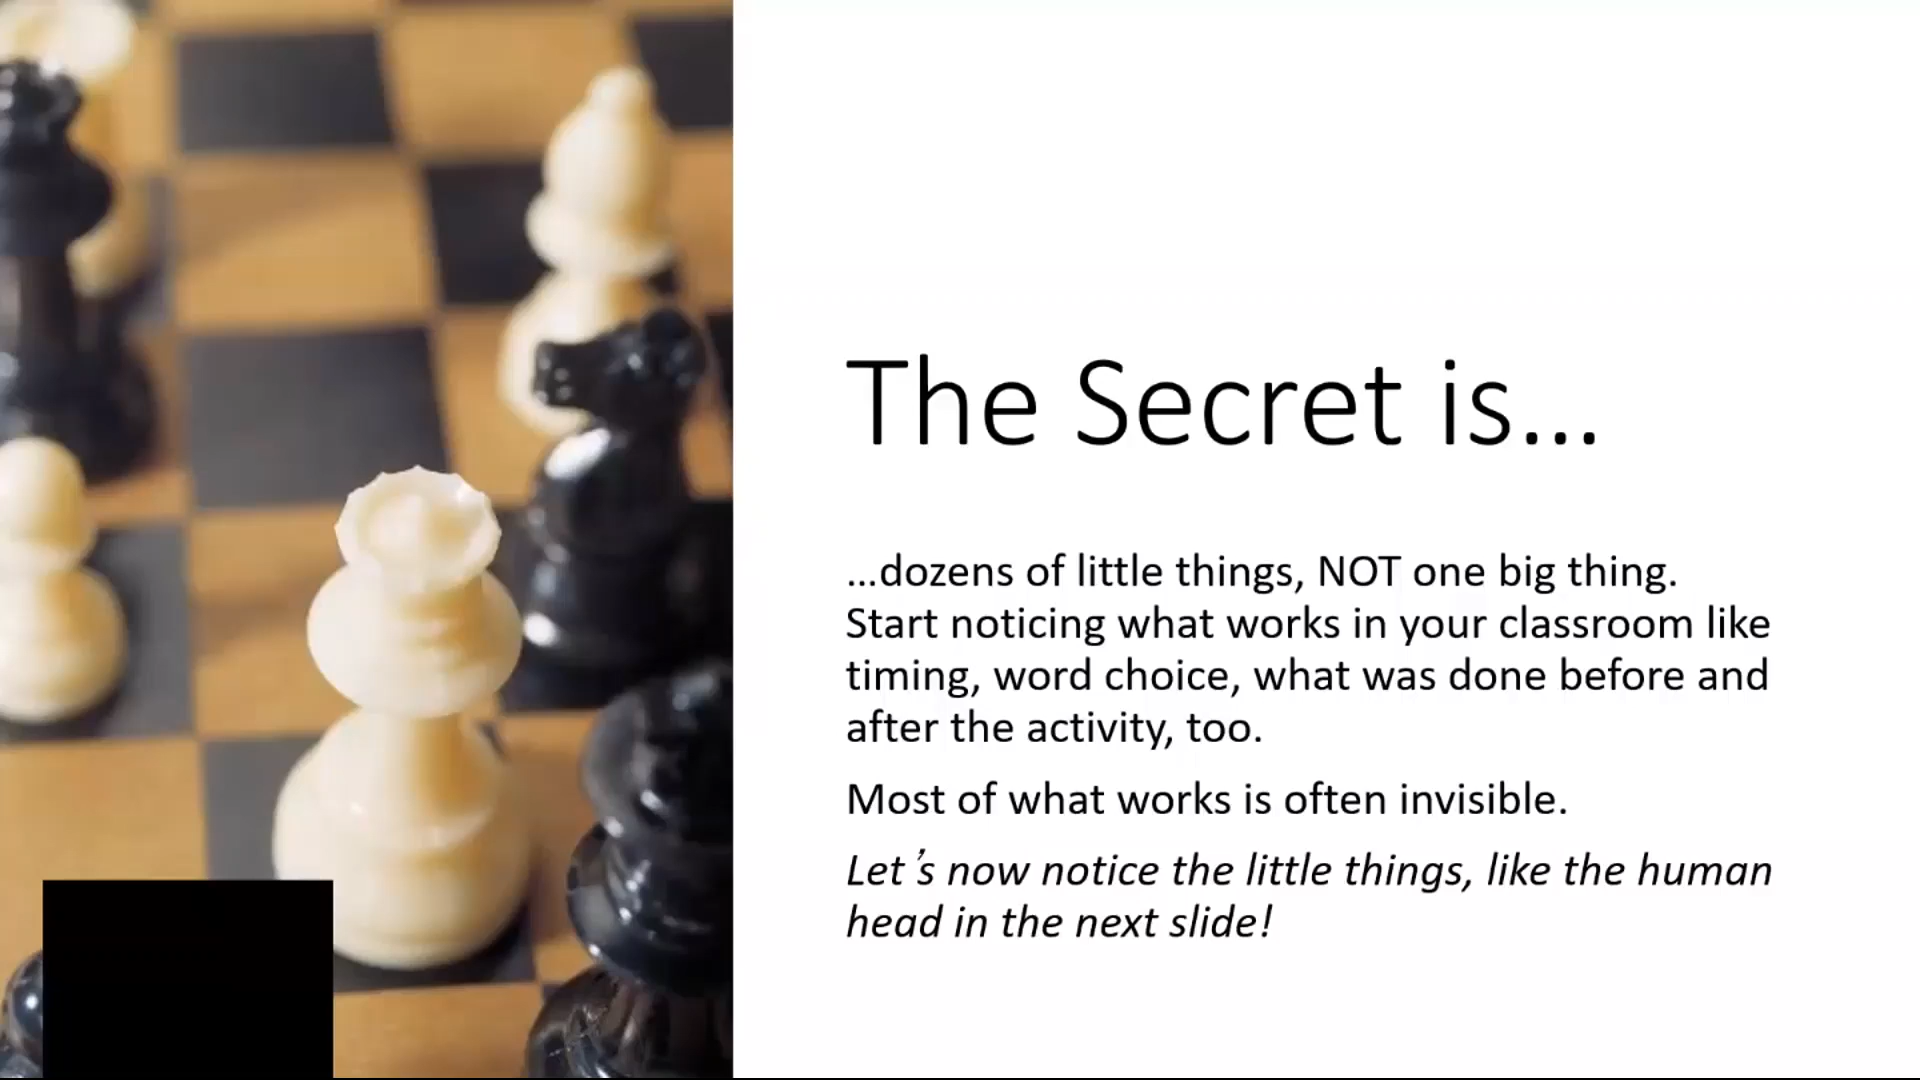 The Secret is...
...dozens of little things, NOT one big thing.
Start noticing what works in your classroom like
timing, word choice, what was done before and
after the activity, too.
Most of what works is often invisible.
Let's now notice the little things, like the human
head in the next slide!